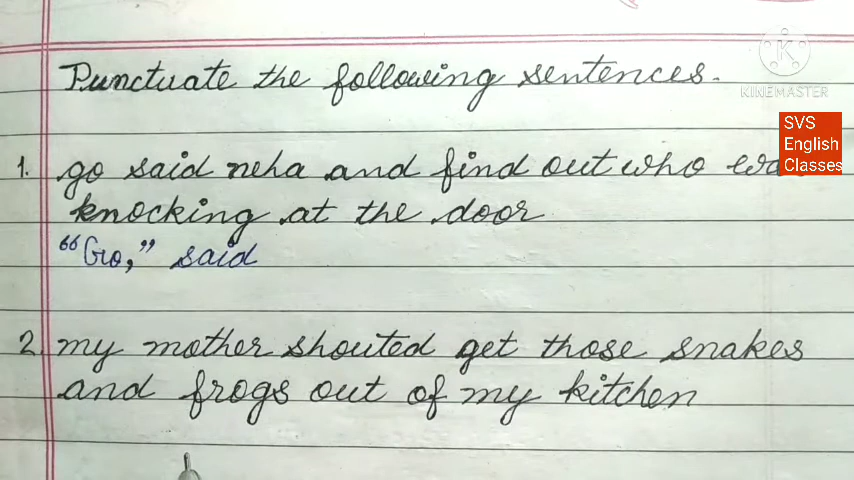 Punctuate the following sentences.
KINEMASTER
SVS
English
Classes
1. go said neha and find out who
knocking at the door
“Go,” said
2. my mother shouted get those snakes
and frogs out of my kitchen